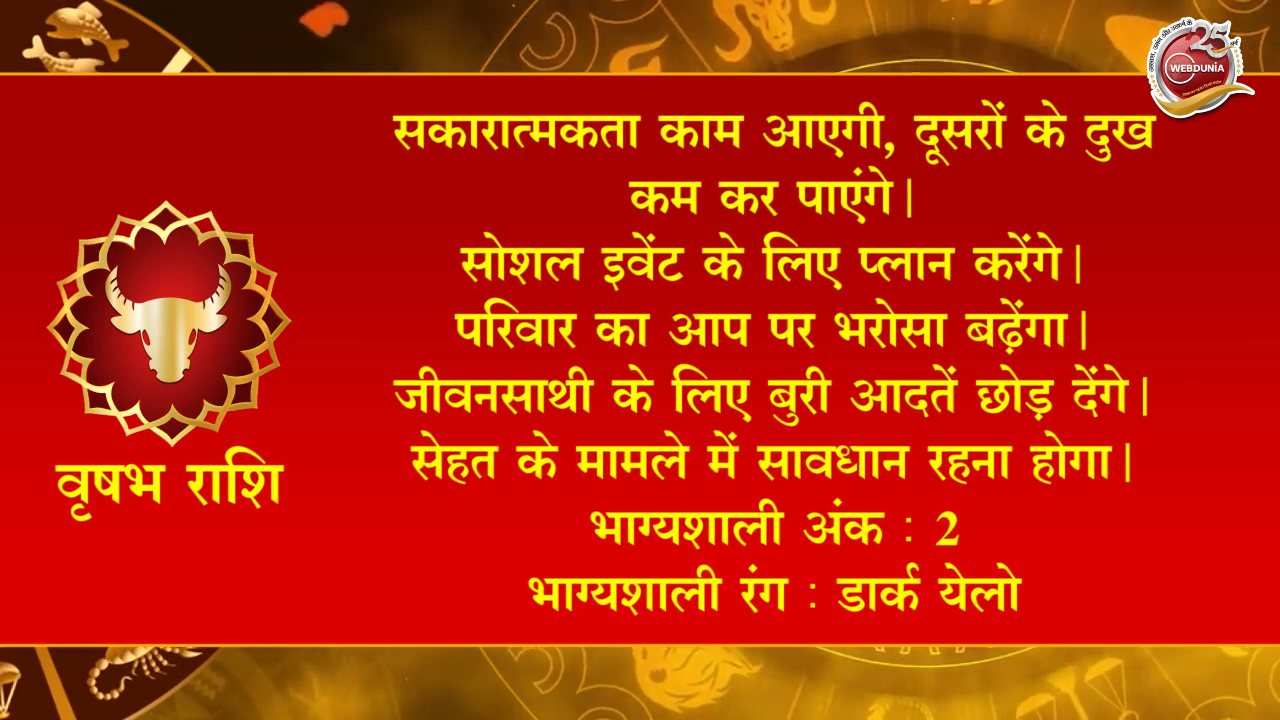 25
WEBDUNIA
सकारात्मकता काम आएगी, दूसरों के दुख
कम कर पाएंगे|
सोशल इवेंट के लिए प्लान करेंगे|
परिवार का आप पर भरोसा बढ़ेंगा|
जीवनसाथी के लिए बुरी आदतें छोड़ देंगे|
सेहत के मामले में सावधान रहना होगा|
भाग्यशाली अंक : 2
भाग्यशाली रंग : डार्क येलो
वृषभ राशि